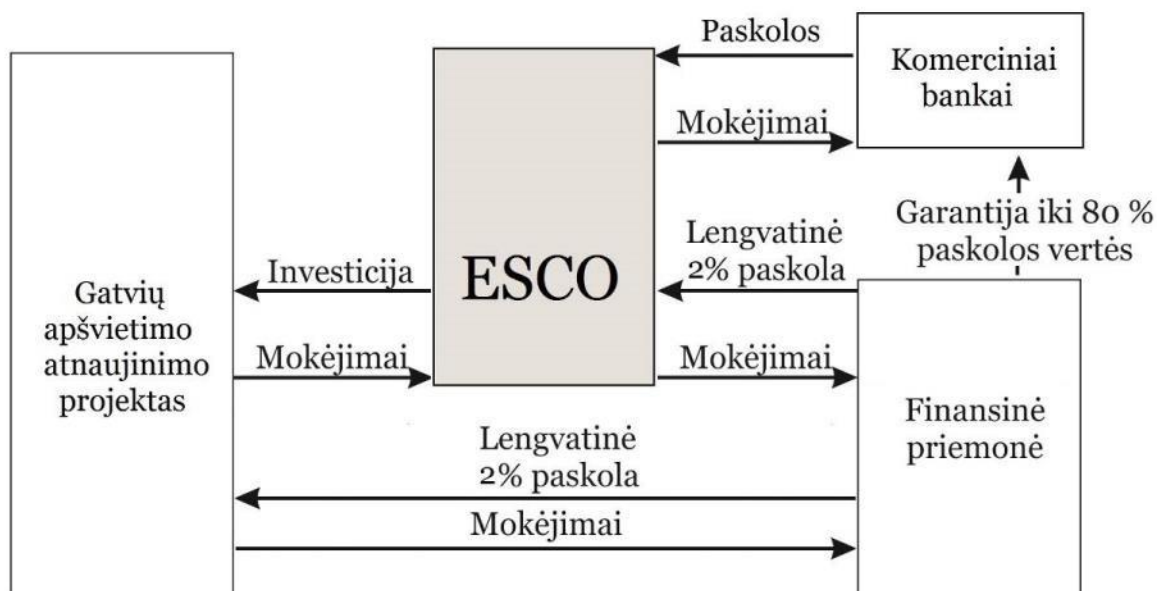 Paskolos
Komerciniai
bankai
Mokėjimai
Garantija iki 80 %
paskolos vertės
Lengvatinė
2% paskola
Investicija
ESCO
Gatvių
apšvietimo
atnaujinimo
projektas
Mokėjimai
Mokėjimai
Finansinė
priemonė
Lengvatinė
2% paskola
Mokėjimai